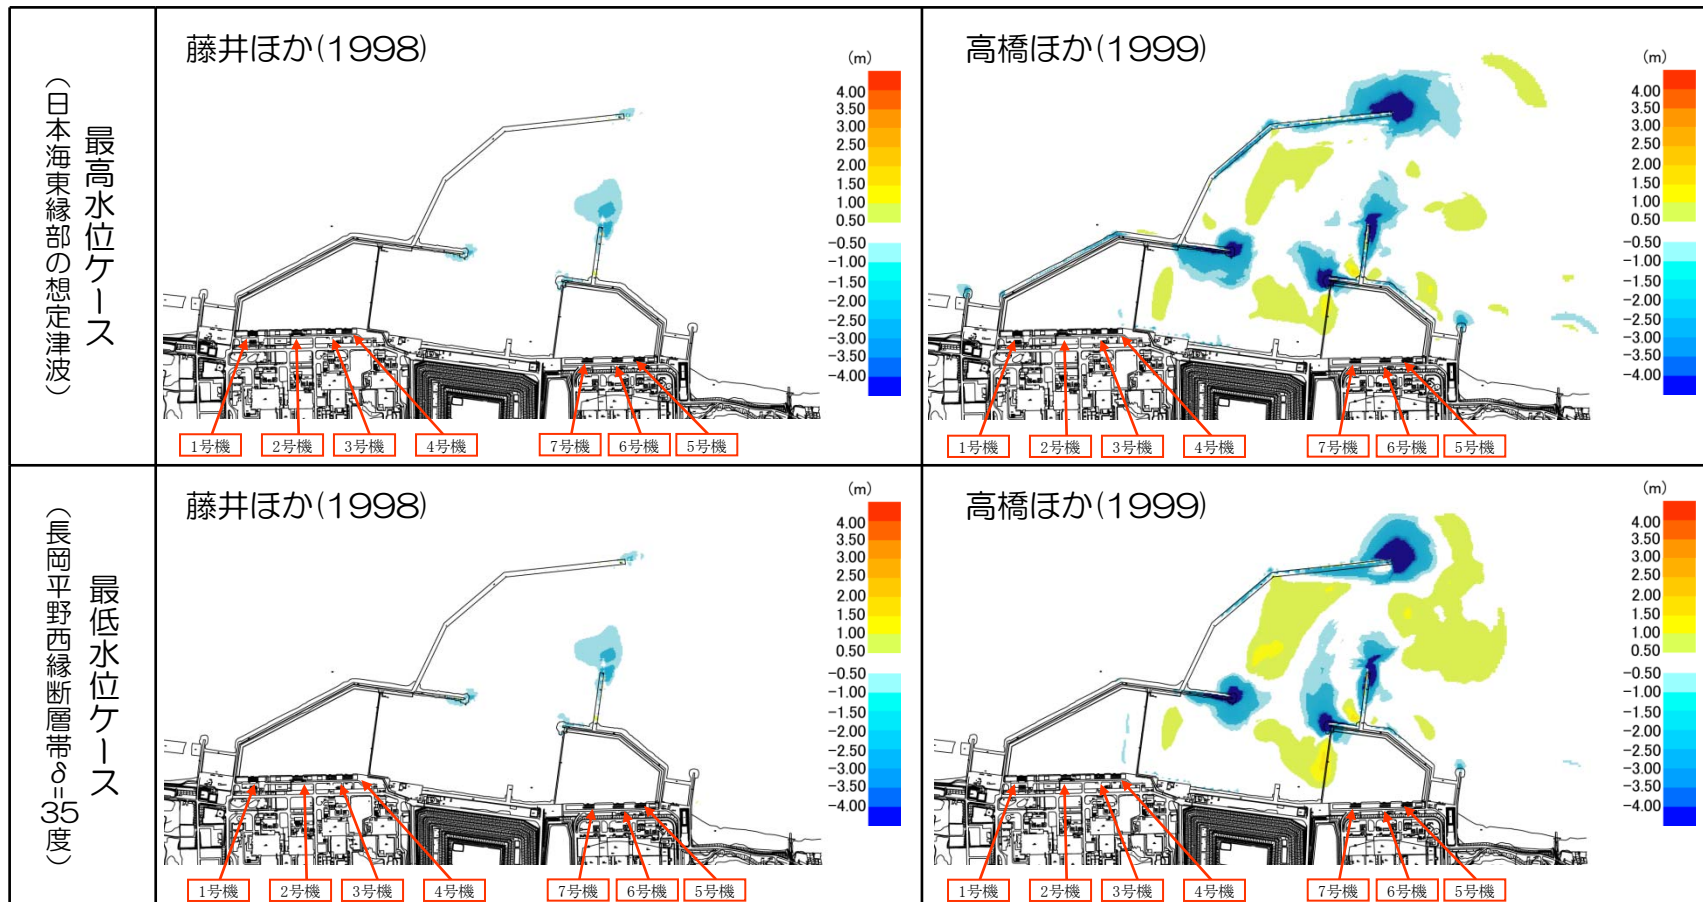 最高水位ケース
（日本海東縁部の想定津波）
藤井ほか(1998)
(m)
4.00
3.50
3.00
2.50
2.00
1.50
1.00
0.50
−0.50
−1.00
−1.50
−2.00
−2.50
−3.00
−3.50
−4.00
1号機
2号機
3号機
4号機
7号機
6号機
5号機
高橋ほか(1999)
(m)
4.00
3.50
3.00
2.50
2.00
1.50
1.00
0.50
−0.50
−1.00
−1.50
−2.00
−2.50
−3.00
−3.50
−4.00
1号機
2号機
3号機
4号機
7号機
6号機
5号機
最低水位ケース
（長岡平野西縁断層帯δ=35度）
藤井ほか(1998)
(m)
4.00
3.50
3.00
2.50
2.00
1.50
1.00
0.50
−0.50
−1.00
−1.50
−2.00
−2.50
−3.00
−3.50
−4.00
1号機
2号機
3号機
4号機
7号機
6号機
5号機
高橋ほか(1999)
(m)
4.00
3.50
3.00
2.50
2.00
1.50
1.00
0.50
−0.50
−1.00
−1.50
−2.00
−2.50
−3.00
−3.50
−4.00
1号機
2号機
3号機
4号機
7号機
6号機
5号機